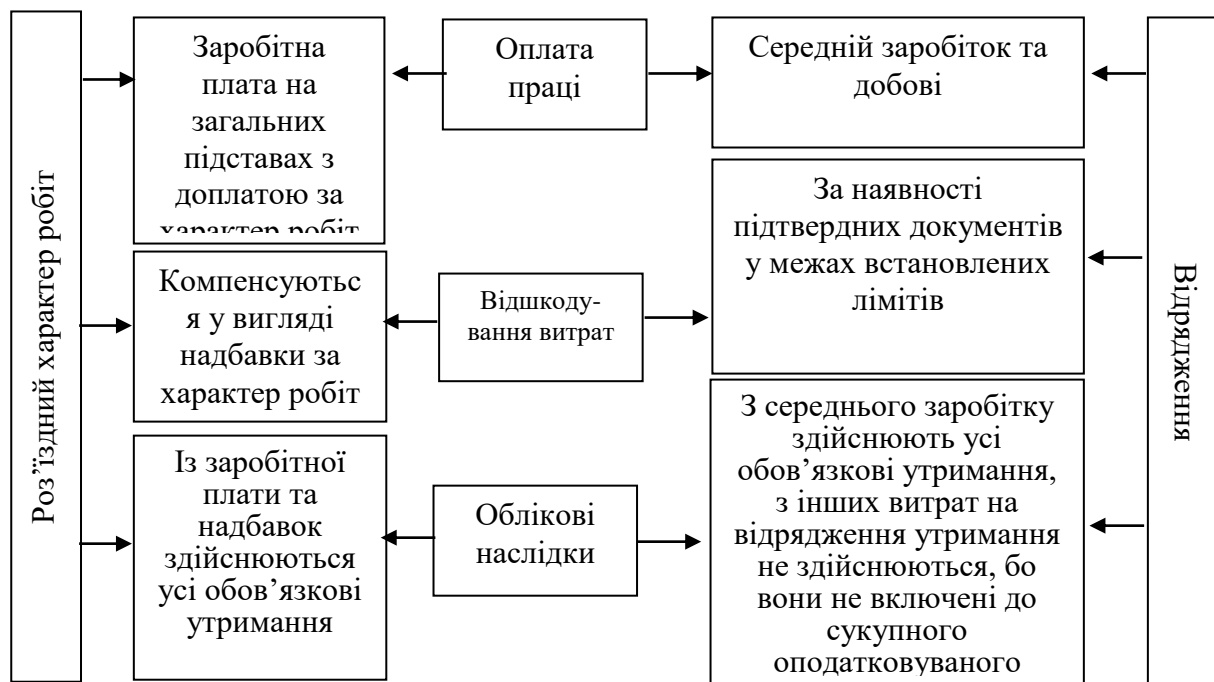 Роз’їздний характер робіт
Заробітна
плата на
загальних
підставах з
доплатою за
характер робіт
Оплата
праці
Середній заробіток та
добові
Компенсуютьс
я у вигляді
надбавки за
характер робіт
Відшкоду-
вання витрат
За наявності
підтвердних документів
у межах встановлених
лімітів
Із заробітної
плати та
надбавок
здійснюються
усі обов’язкові
утримання
Облікові
наслідки
З середнього заробітку
здійснюють усі
обов’язкові утримання,
з інших витрат на
відрядження утримання
не здійснюються, бо
вони не включені до
сукупного
оподатковуваного
Відрядження